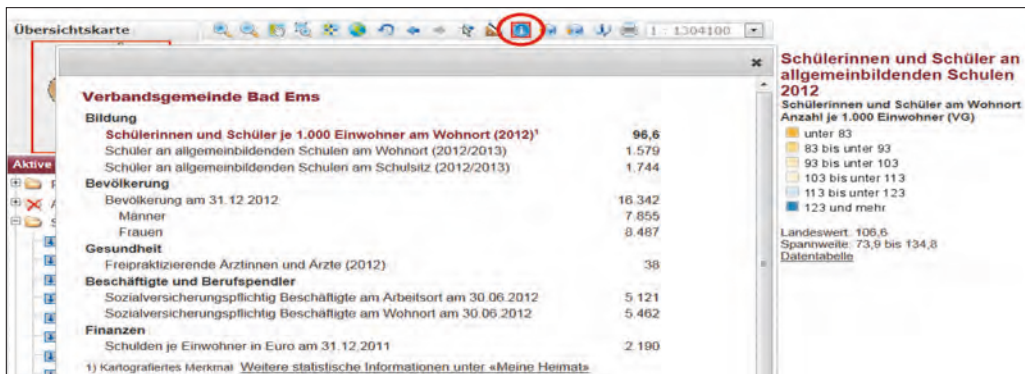 Übersichtskarte
1 : 1304100
Verbandsgemeinde Bad Ems
Bildung
Schülerinnen und Schüler je 1.000 Einwohner am Wohnort (2012)¹ 96,6
Schüler an allgemeinbildenden Schulen am Wohnort (2012/2013) 1.579
Schüler an allgemeinbildenden Schulen am Schulsitz (2012/2013) 1.744
Bevölkerung
Bevölkerung am 31.12.2012 16.342
Männer 7.855
Frauen 8.487
Gesundheit
Freipraktizierende Ärztinnen und Ärzte (2012) 38
Beschäftigte und Berufspendler
Sozialversicherungspflichtig Beschäftigte am Arbeitsort am 30.06.2012 5.121
Sozialversicherungspflichtig Beschäftigte am Wohnort am 30.06.2012 5.462
Finanzen
Schulden je Einwohner in Euro am 31.12.2011 2.190
1) Kartografiertes Merkmal Weitere statistische Informationen unter «Meine Heimat»
Aktive
Schülerinnen und Schüler an
allgemeinbildenden Schulen
2012
Schülerinnen und Schüler am Wohnort
Anzahl je 1.000 Einwohner (VG)
unter 83
83 bis unter 93
93 bis unter 103
103 bis unter 113
113 bis unter 123
123 und mehr
Landeswert: 106,6
Spannweite: 73,9 bis 134,8
Datentabelle